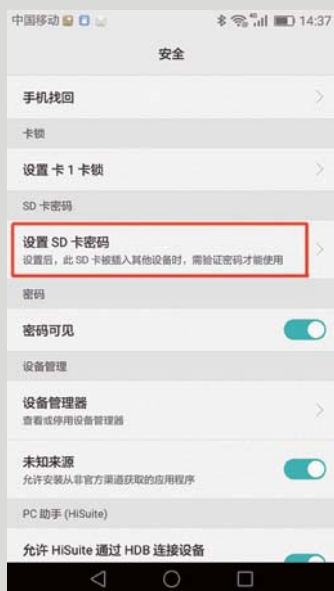 中国移动 14:37
安全
手机找回
卡锁
设置 卡 1 卡锁
SD 卡密码
设置 SD 卡密码
设置后，此 SD 卡被插入其他设备时，需验证密码才能使用
密码
密码可见
设备管理
设备管理器
查看或停用设备管理器
未知来源
允许安装从非官方渠道获取的应用程序
PC 助手 (HiSuite)
允许 HiSuite 通过 HDB 连接设备